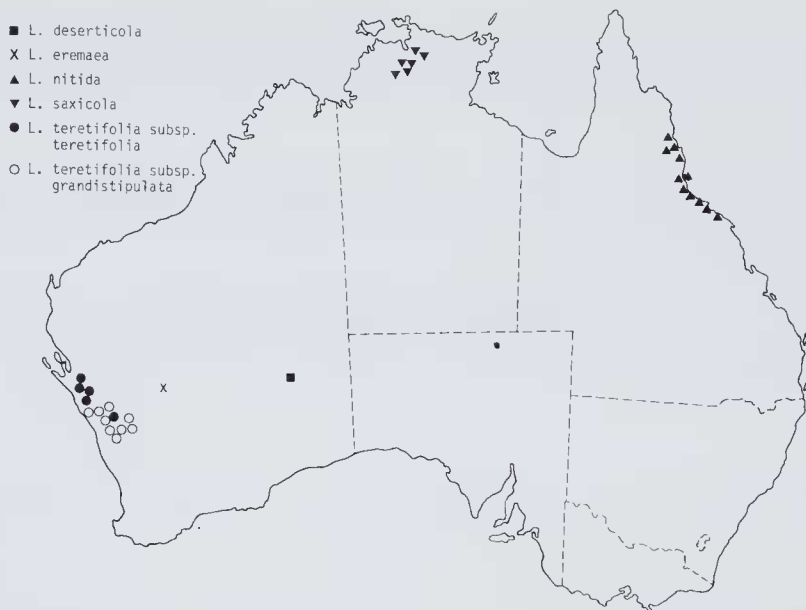 ■ L. deserticola
X L. eremaea
▲ L. nitida
▼ L. saxicola
● L. teretifolia subsp.
teretifolia
○ L. teretifolia subsp.
grandistipulata